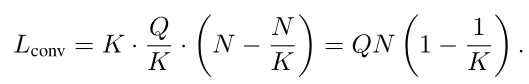 L_conv = K · Q/K · (N − N/K) = QN (1 − 1/K).